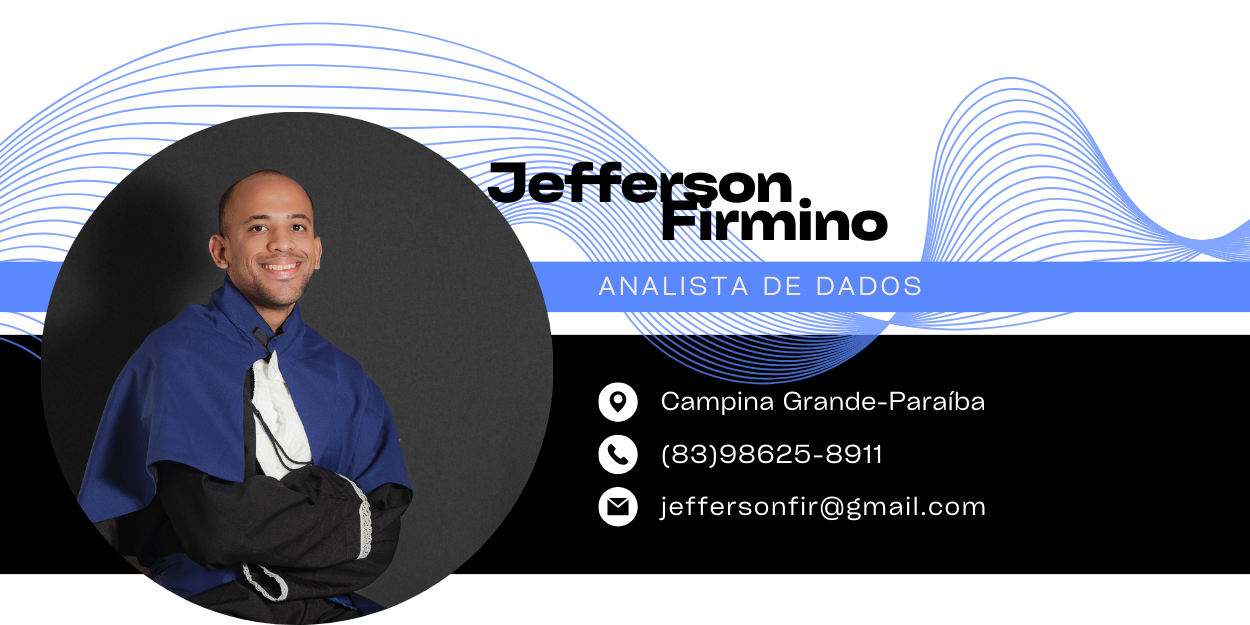 Jefferson
Firmino
ANALISTA DE DADOS
Campina Grande-Paraíba
(83)98625-8911
jeffersonfir@gmail.com